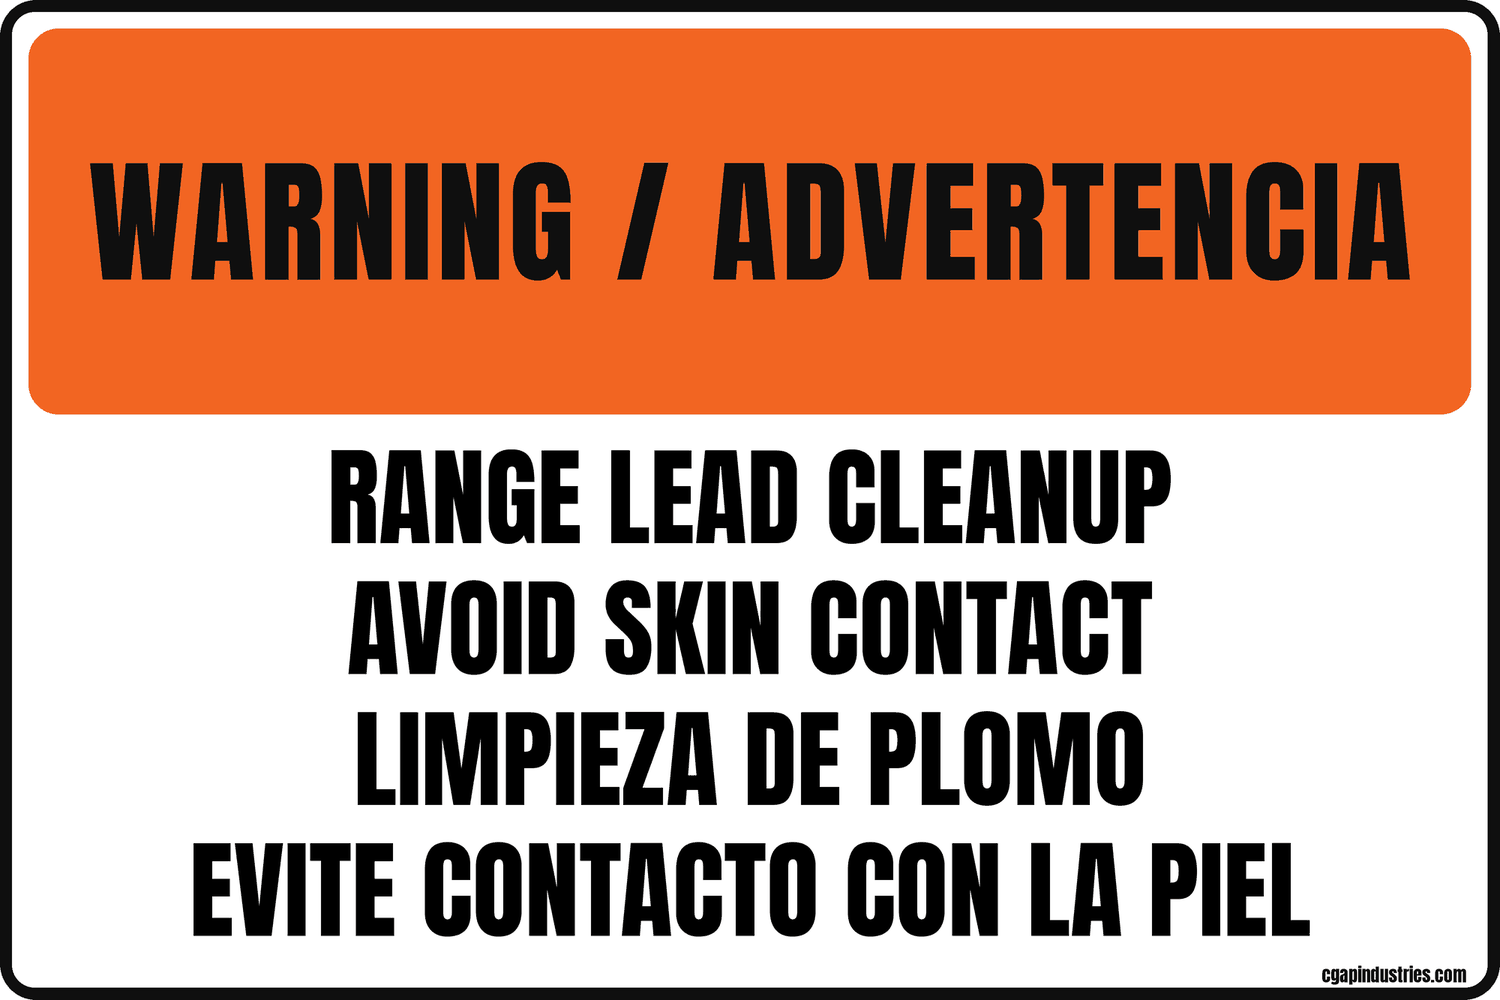 WARNING / ADVERTENCIA
RANGE LEAD CLEANUP
AVOID SKIN CONTACT
LIMPIEZA DE PLOMO
EVITE CONTACTO CON LA PIEL
cgapindustries.com